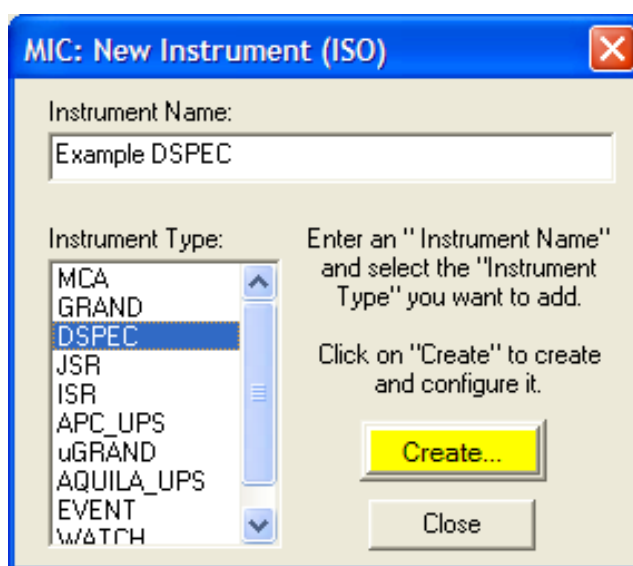 MIC: New Instrument (ISO)
Instrument Name:
Example DSPEC
Instrument Type:
MCA
GRAND
DSPEC
JSR
ISR
APC_UPS
uGRAND
AQUILA_UPS
EVENT
WATCH
Enter an "Instrument Name"
and select the "Instrument
Type" you want to add.
Click on "Create" to create
and configure it.
Create...
Close